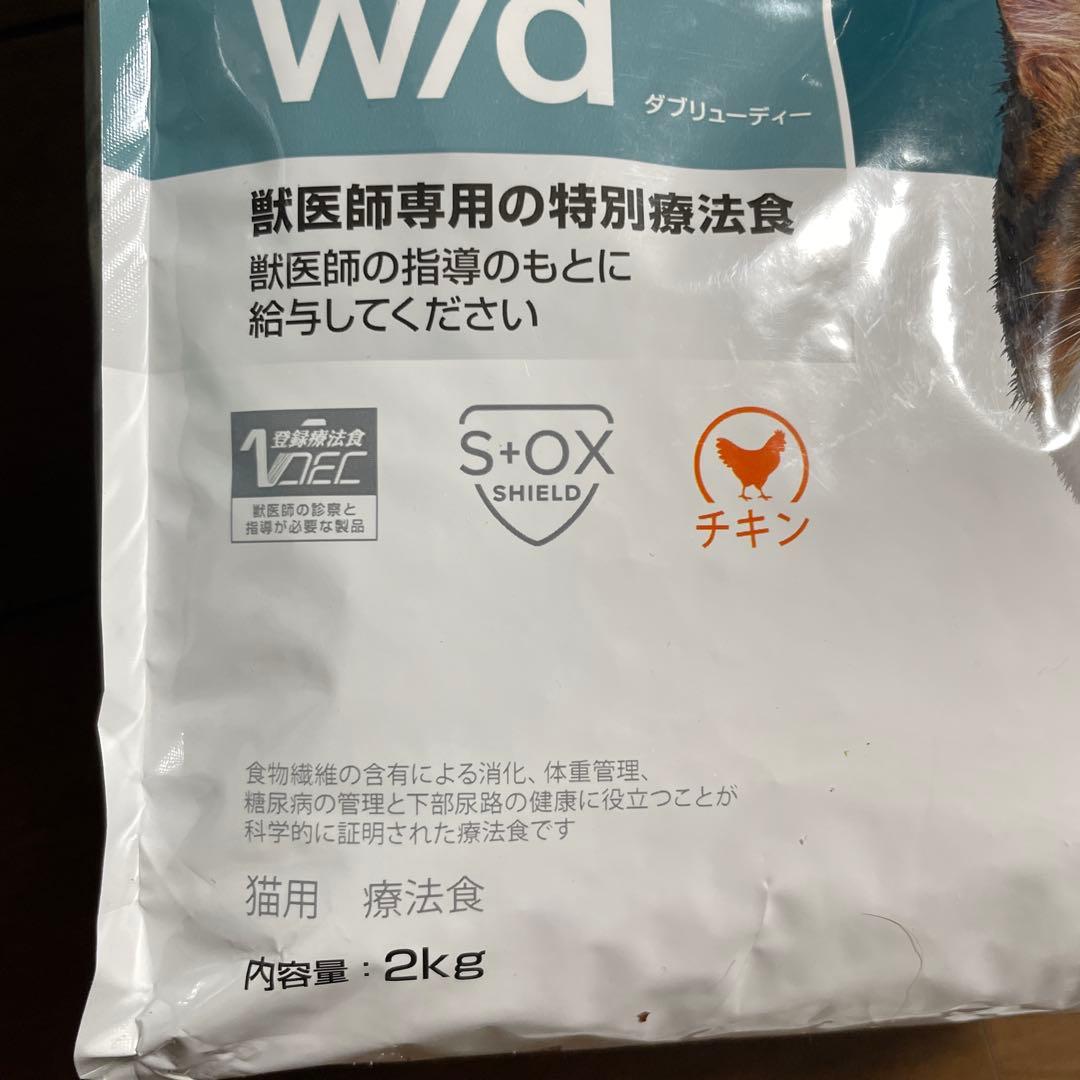 w/d
ダブリューディー
獣医師専用の特別療法食
獣医師の指導のもとに
給与してください
登録療法食
VDEC
獣医師の診察と
指導が必要な製品
S+OX
SHIELD
チキン
食物繊維の含有による消化、体重管理、
糖尿病の管理と下部尿路の健康に役立つことが
科学的に証明された療法食です
猫用 療法食
内容量：2kg